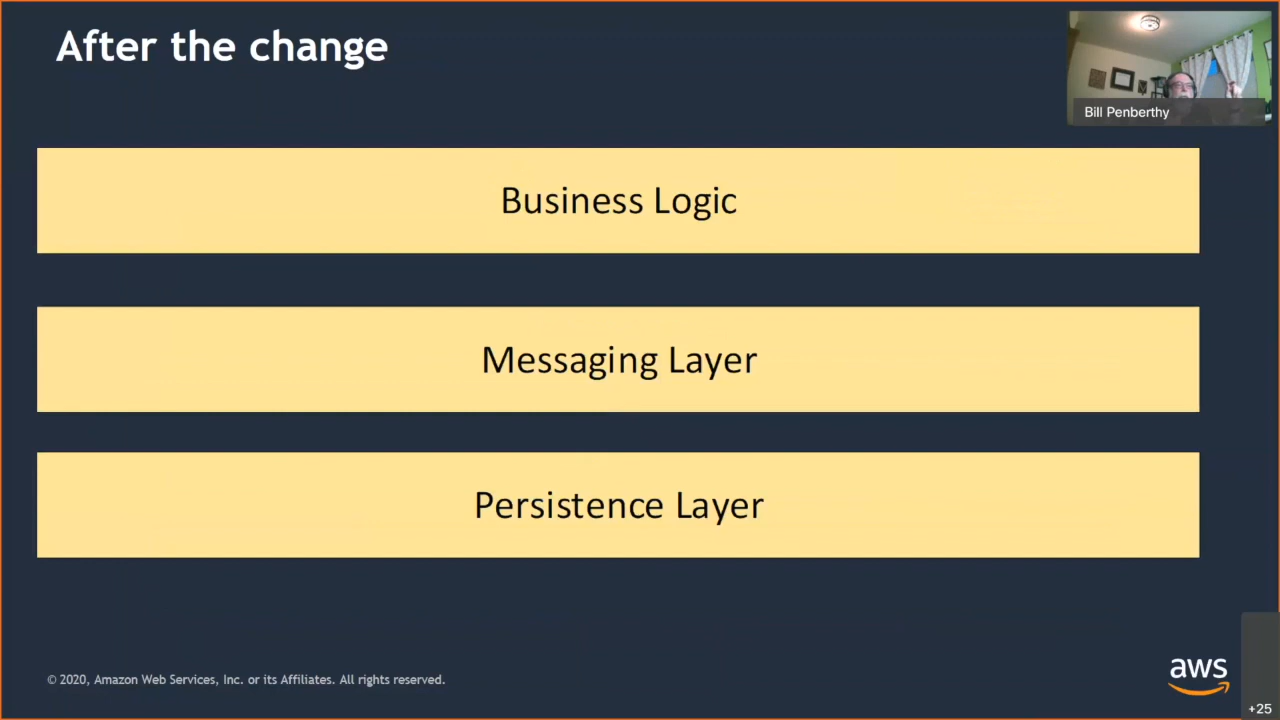 After the change
Bill Penberthy
Business Logic
Messaging Layer
Persistence Layer
© 2020, Amazon Web Services, Inc. or its Affiliates. All rights reserved.
aws
+25